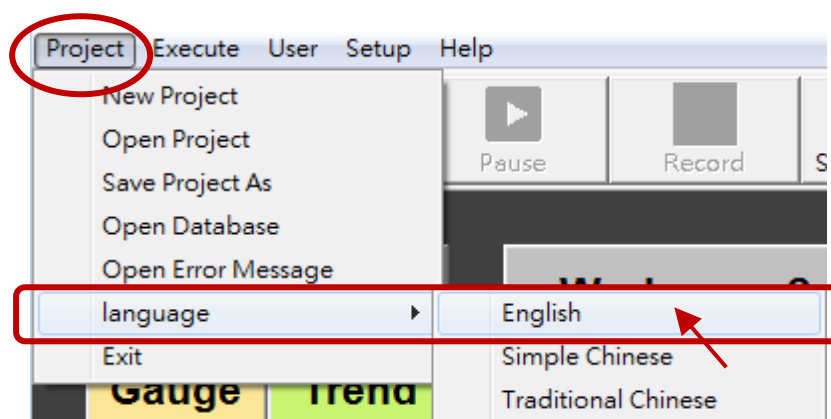 Project Execute User Setup Help
New Project
Open Project
Save Project As
Open Database
Open Error Message
language
Exit
English
Simple Chinese
Traditional Chinese
Pause
Record
Gauge
Trend